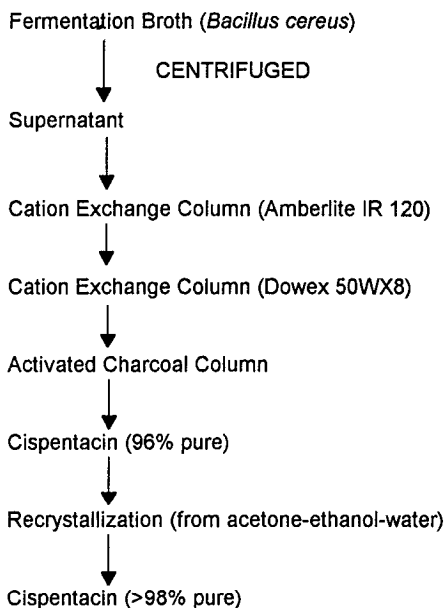 Fermentation Broth (Bacillus cereus)
CENTRIFUGED
Supernatant
Cation Exchange Column (Amberlite IR 120)
Cation Exchange Column (Dowex 50WX8)
Activated Charcoal Column
Cispentacin (96% pure)
Recrystallization (from acetone-ethanol-water)
Cispentacin (>98% pure)